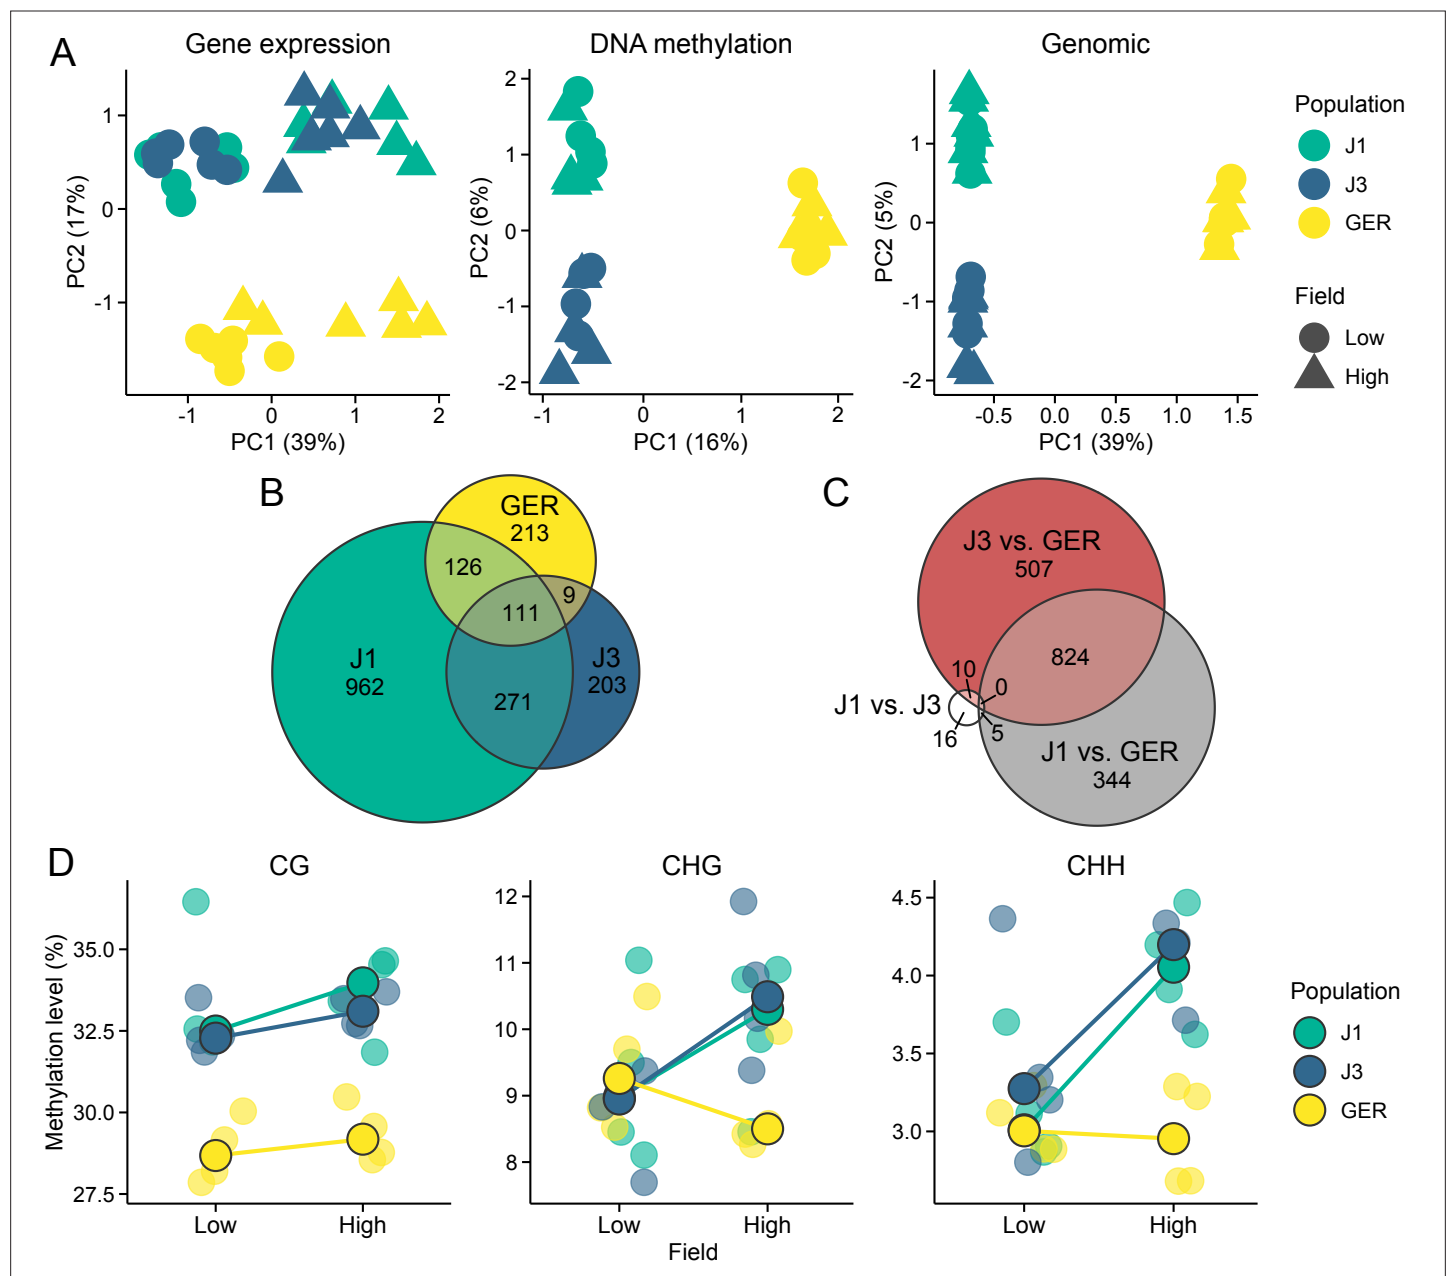 A
Gene expression
DNA methylation
Genomic
1
0
-1
PC2 (17%)
-1
0
1
2
PC1 (39%)
2
1
0
-1
-2
PC2 (6%)
-1
0
1
2
PC1 (16%)
1
0
-1
-2
PC2 (5%)
-0.5
0.0
0.5
1.0
1.5
PC1 (39%)
Population
J1
J3
GER
Field
Low
High
B
GER
213
126
9
111
J1
962
J3
203
271
C
J3 vs. GER
507
824
10
0
J1 vs. J3
16
5
J1 vs. GER
344
D
CG
CHG
CHH
Methylation level (%)
35.0
32.5
30.0
27.5
Low
High
12
11
10
9
8
Low
High
Field
4.5
4.0
3.5
3.0
Low
High
Population
J1
J3
GER